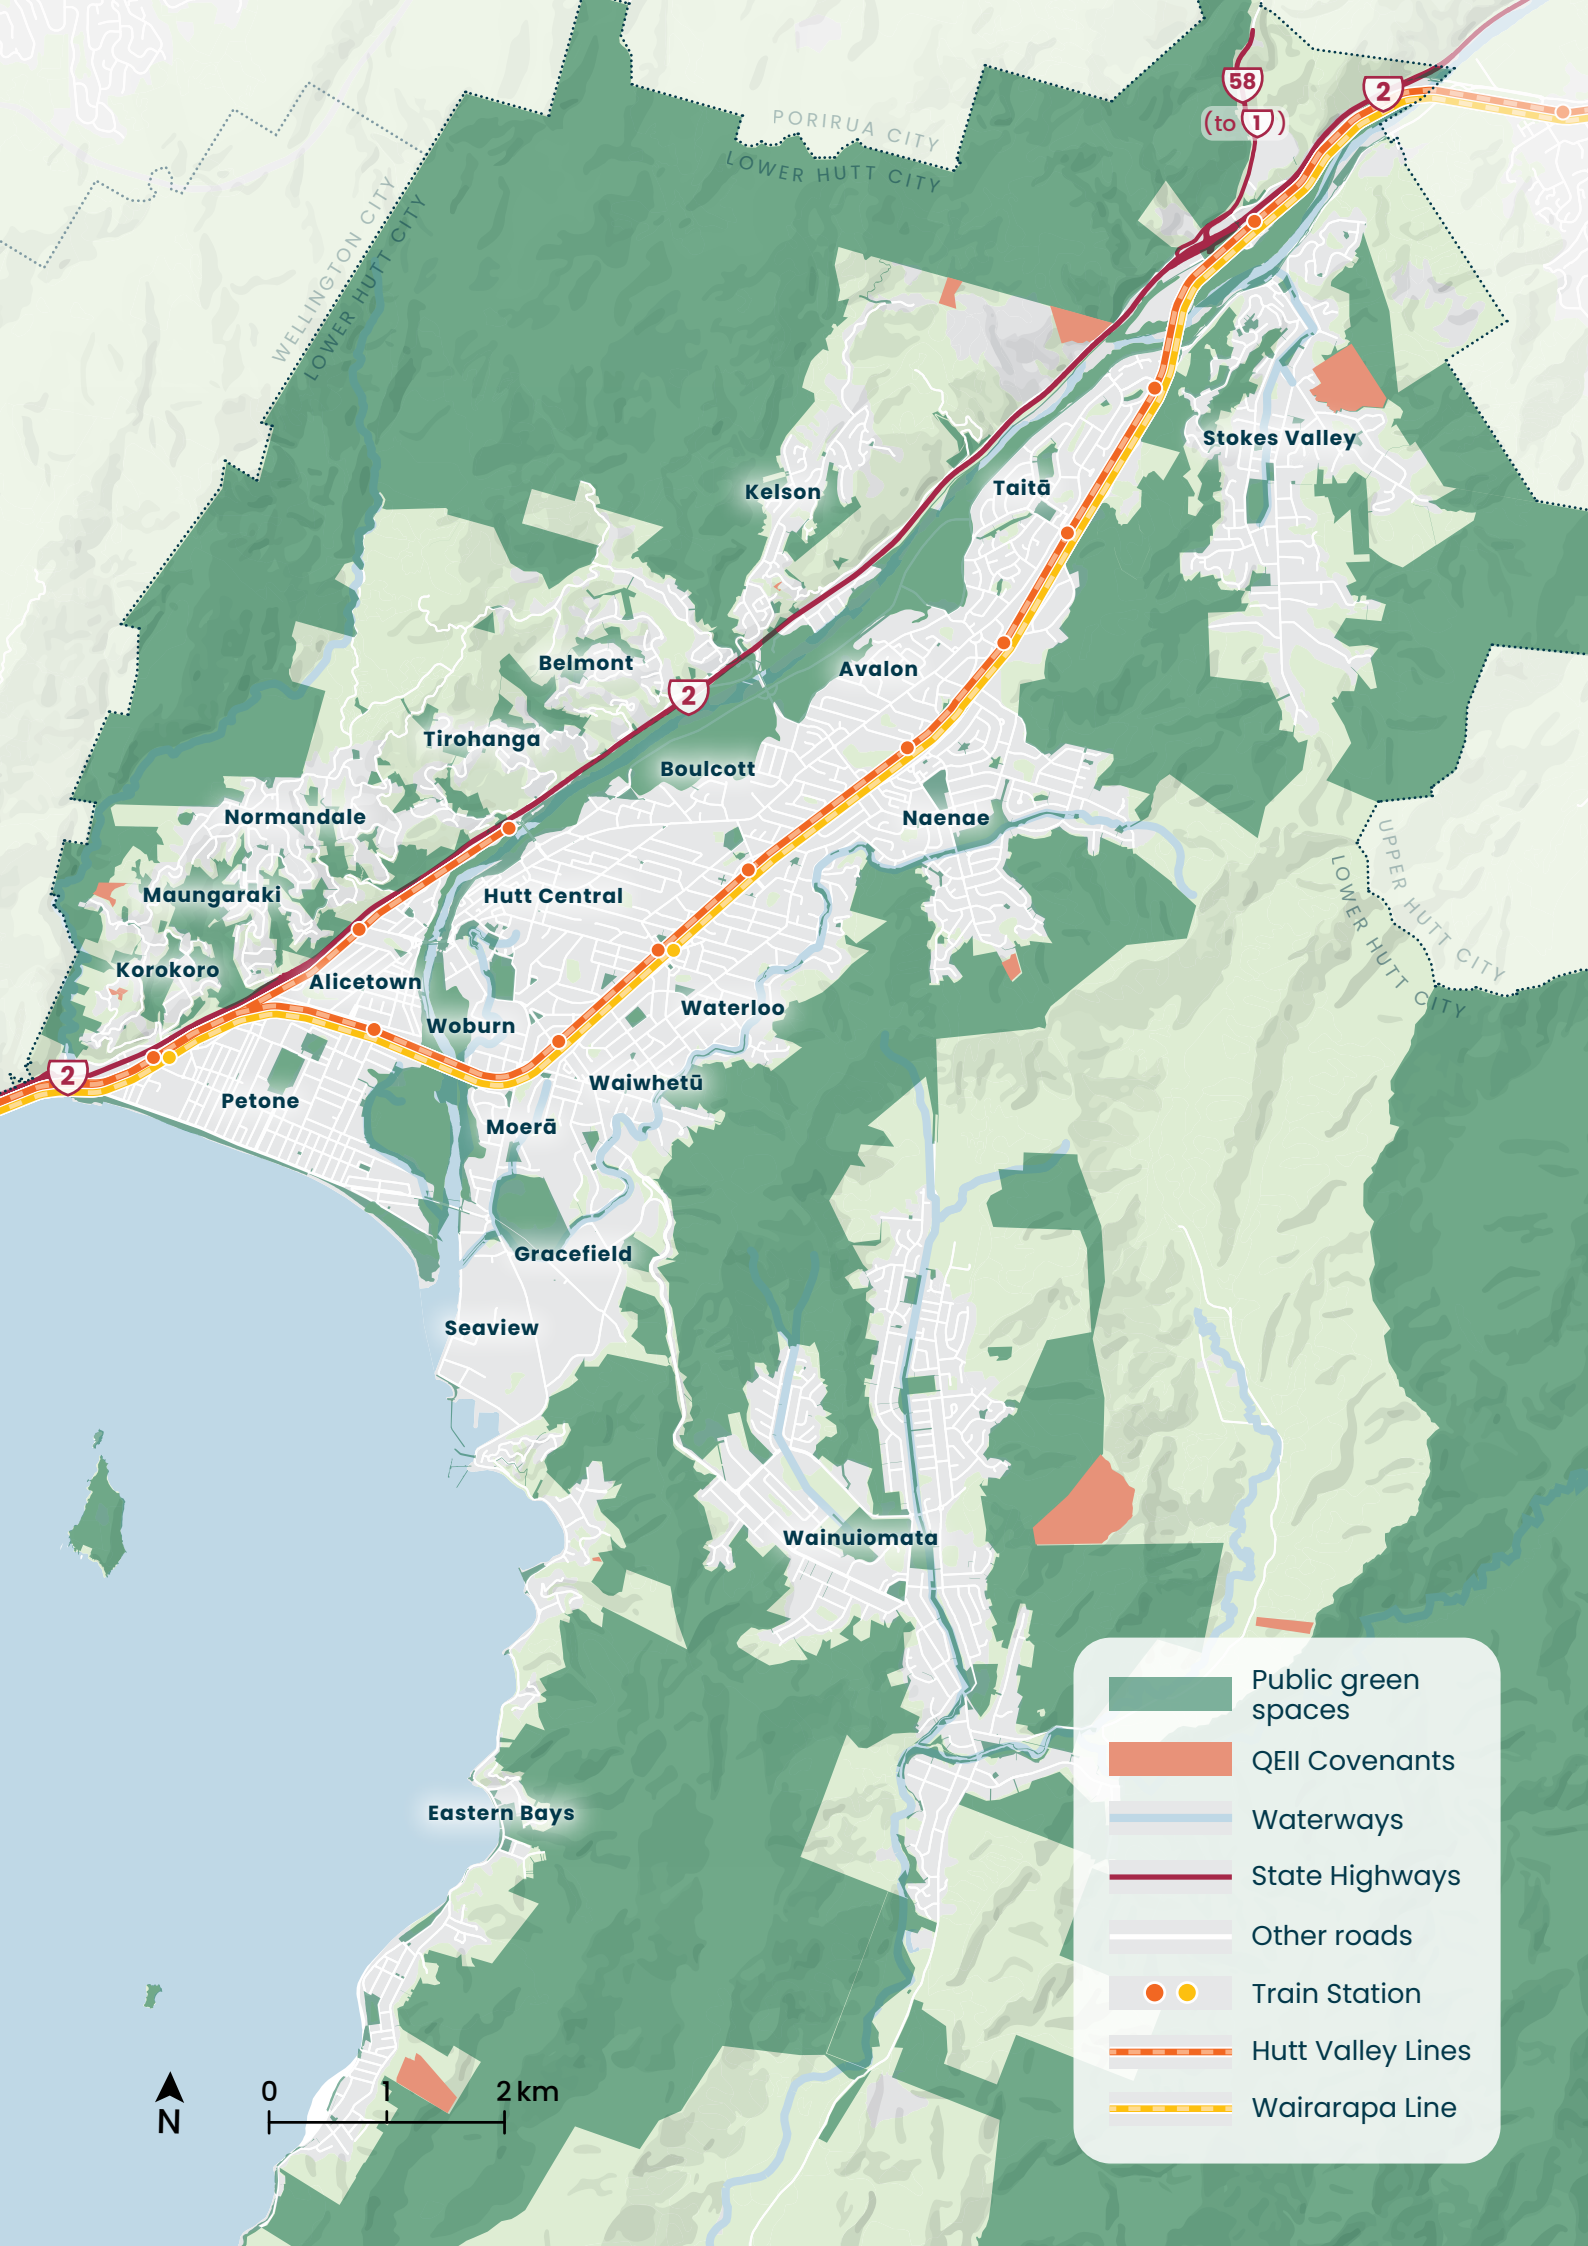 58
2
(to 1)
PORIRUA CITY
LOWER HUTT CITY
WELLINGTON CITY
LOWER HUTT CITY
Stokes Valley
Kelson
Taitā
Belmont
Avalon
2
Tirohanga
Boulcott
Normandale
Naenae
Maungaraki
Hutt Central
UPPER HUTT CITY
LOWER HUTT CITY
Korokoro
Alicetown
Waterloo
Woburn
2
Waiwhetū
Petone
Moerā
Gracefield
Seaview
Wainuiomata
Eastern Bays
Public green
spaces
QEII Covenants
Waterways
State Highways
Other roads
Train Station
Hutt Valley Lines
Wairarapa Line
0 1 2 km
N